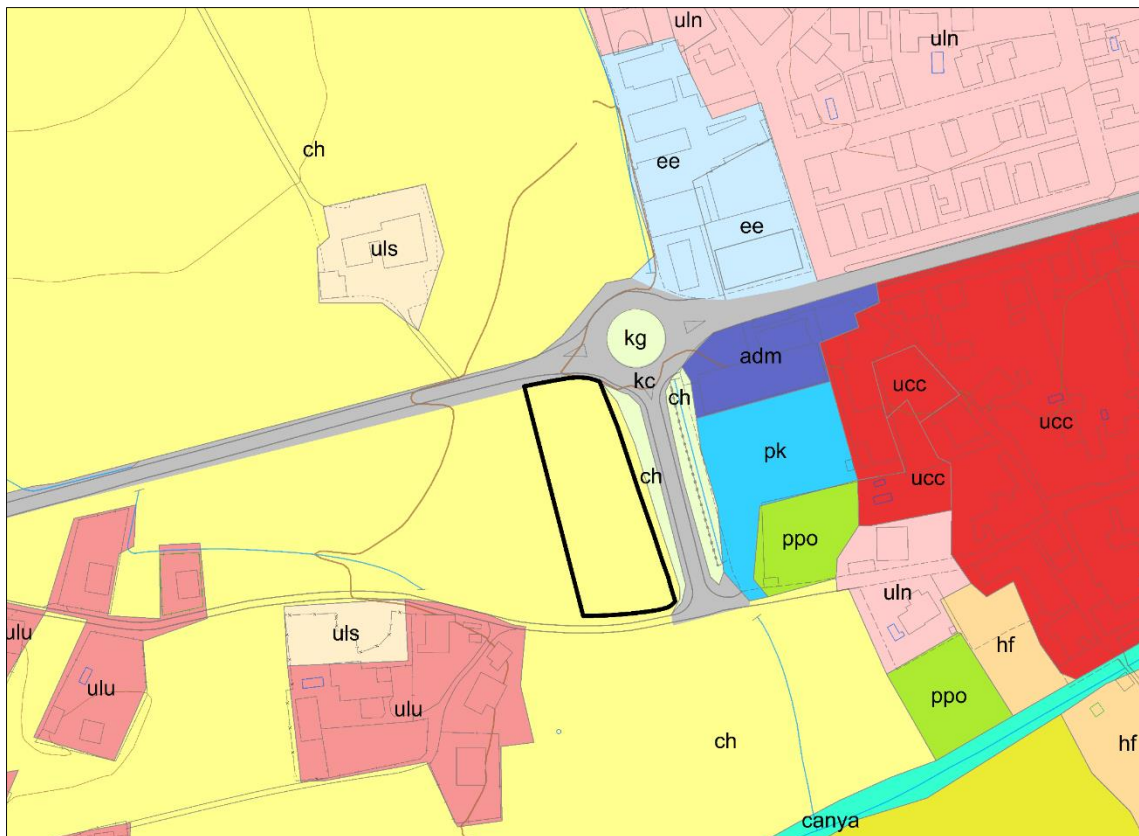 uln
uln
ch
ee
ee
uls
kg
adm
kc
ch
ucc
ucc
pk
ch
ucc
ppo
uln
ulu
uls
hf
ulu
ulu
ppo
ch
hf
canya